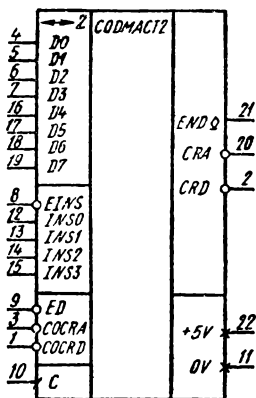 ↔Z CODMACT2
4 D0
5 D1
6 D2
7 D3
16 D4
17 D5
18 D6
19 D7
8 EINS
12 INS0
13 INS1
14 INS2
15 INS3
9 ED
3 COCRA
1 COCRD
10 C
ENDO 21
CRA 20
CRD 2
+5V 22
0V 11